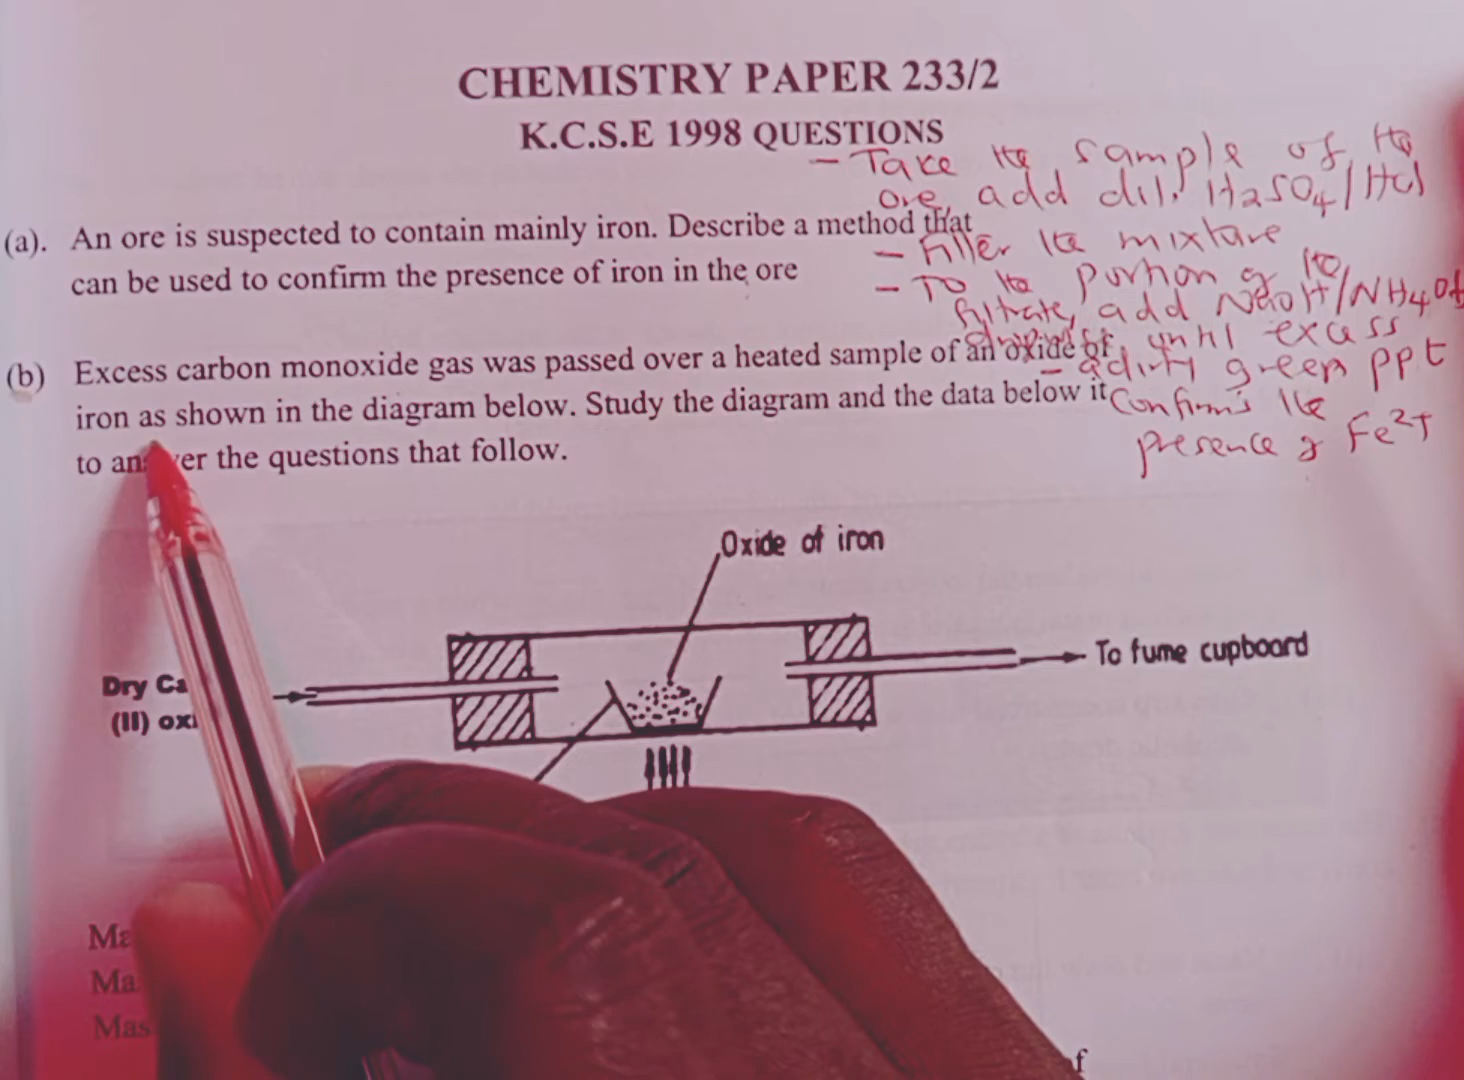 CHEMISTRY PAPER 233/2
K.C.S.E 1998 QUESTIONS
- Take the sample of the
ore, add dil. H2SO4/HCl
- Filter the mixture
- To the portion of the
filtrate, add NaOH/NH4OH
dropwise until excess
- a dirty green ppt
confirm's the
presence of Fe2+
(a). An ore is suspected to contain mainly iron. Describe a method that
can be used to confirm the presence of iron in the ore
(b) Excess carbon monoxide gas was passed over a heated sample of an oxide of
iron as shown in the diagram below. Study the diagram and the data below it
to answer the questions that follow.
Oxide of iron
To fume cupboard
Dry Ca
(II) oxi
Ma
Ma
Mas
of